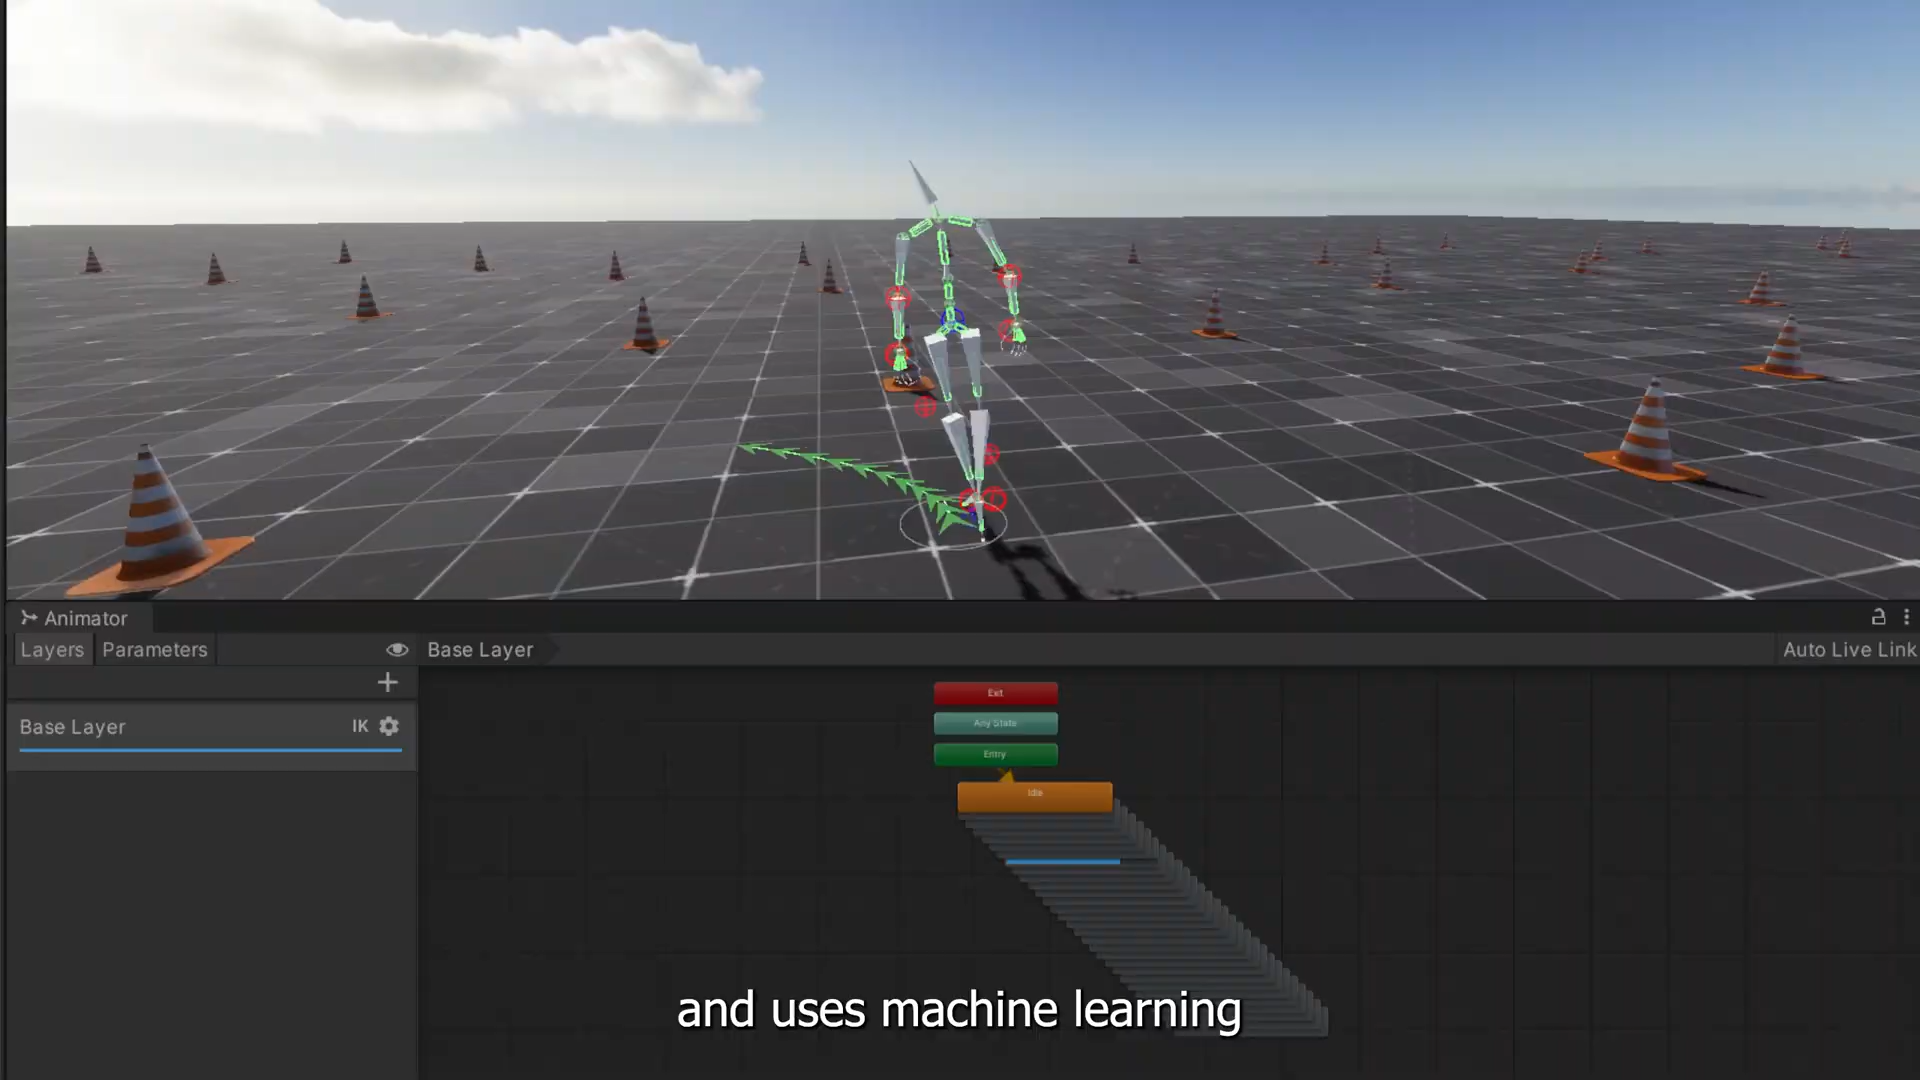 Animator
Layers
Parameters
Base Layer
Auto Live Link
Base Layer
IK
Exit
Any State
Entry
Idle
and uses machine learning